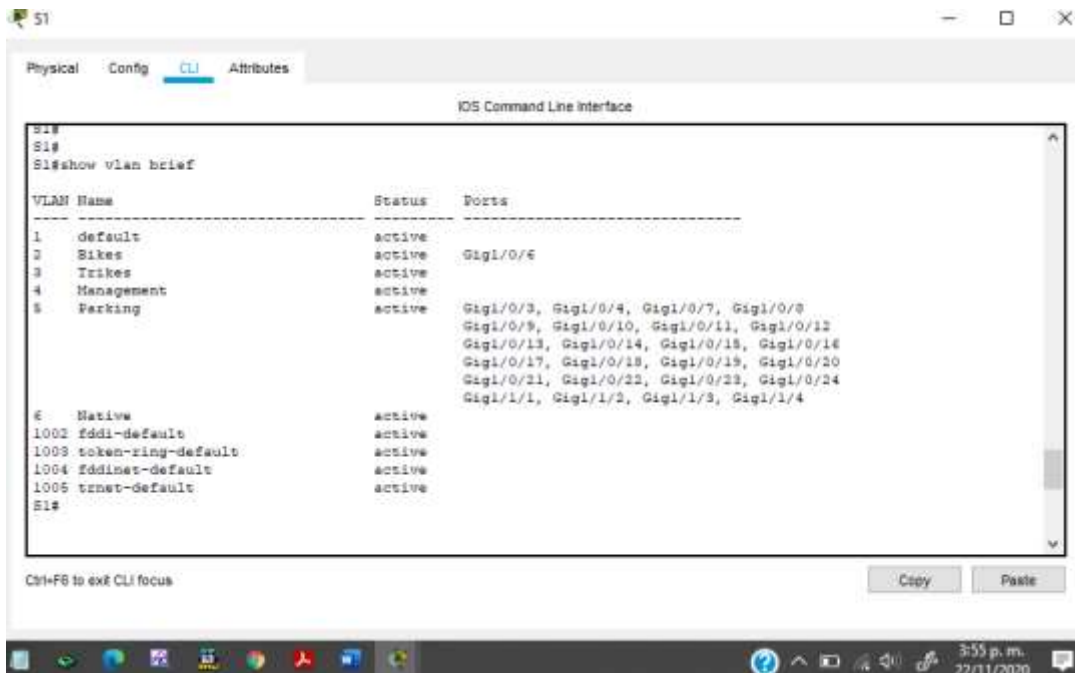 S1
Physical Config CLI Attributes
IOS Command Line Interface
S1#
S1#
S1#show vlan brief
VLAN Name Status Ports
---- -------------------------------- --------- -------------------------------
1 default active
2 Bikes active Gig1/0/6
3 Trikes active
4 Management active
5 Parking active Gig1/0/3, Gig1/0/4, Gig1/0/7, Gig1/0/8
Gig1/0/9, Gig1/0/10, Gig1/0/11, Gig1/0/12
Gig1/0/13, Gig1/0/14, Gig1/0/15, Gig1/0/16
Gig1/0/17, Gig1/0/18, Gig1/0/19, Gig1/0/20
Gig1/0/21, Gig1/0/22, Gig1/0/23, Gig1/0/24
Gig1/1/1, Gig1/1/2, Gig1/1/3, Gig1/1/4
6 Native active
1002 fddi-default active
1003 token-ring-default active
1004 fddinet-default active
1005 trnet-default active
S1#
Ctrl+F6 to exit CLI focus
Copy Paste
3:55 p. m.
22/11/2020